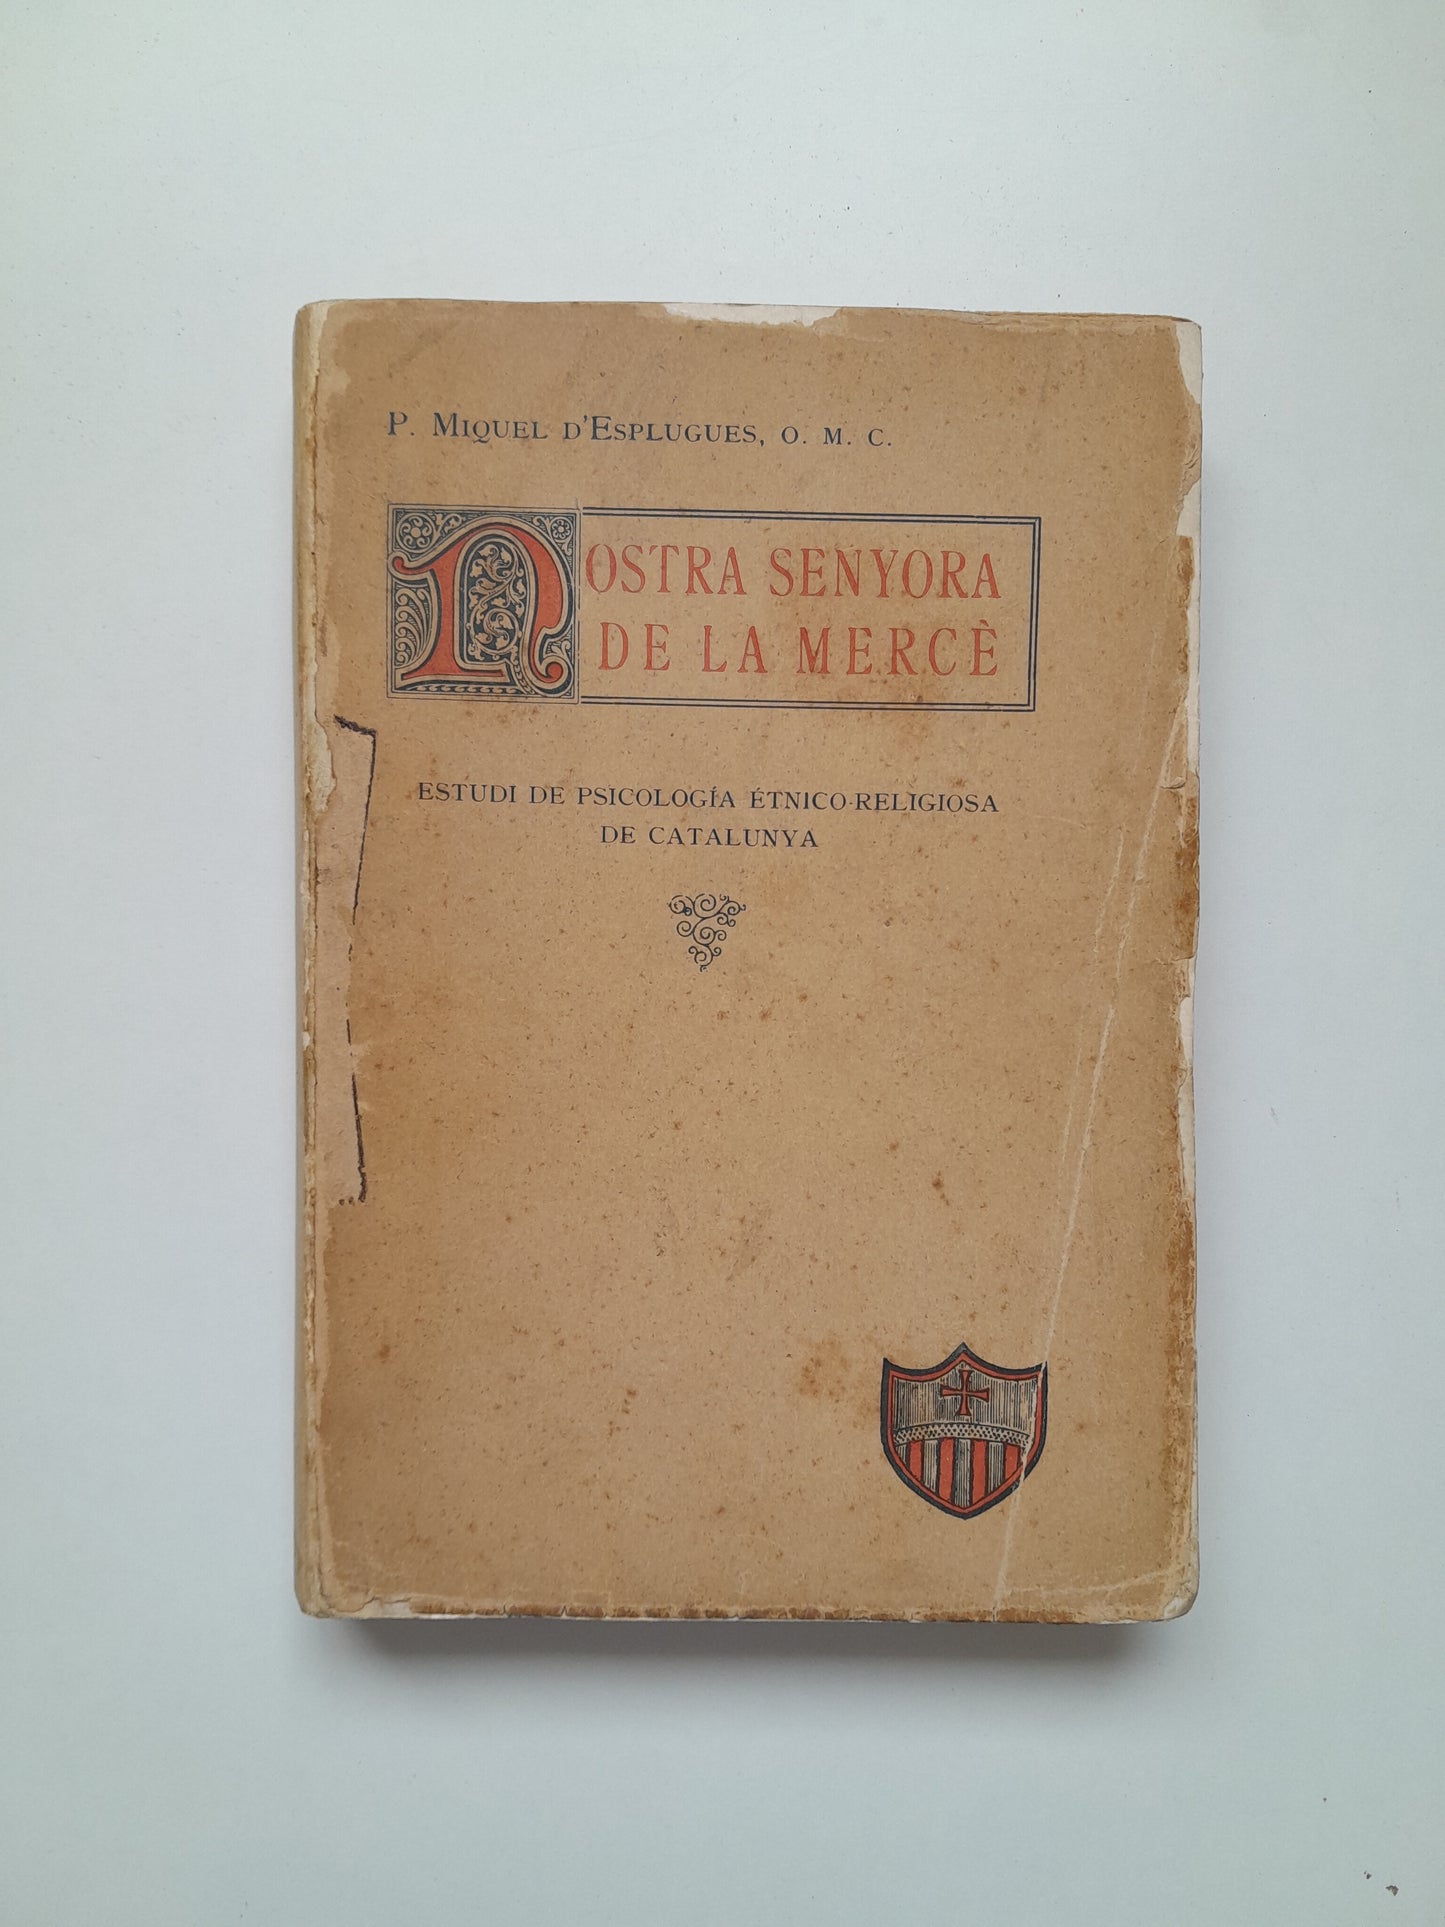 P. MIQUEL D'ESPLUGUES, O. M. C.
NOSTRA SENYORA
DE LA MERCÈ
ESTUDI DE PSICOLOGÍA ÉTNICO-RELIGIOSA
DE CATALUNYA